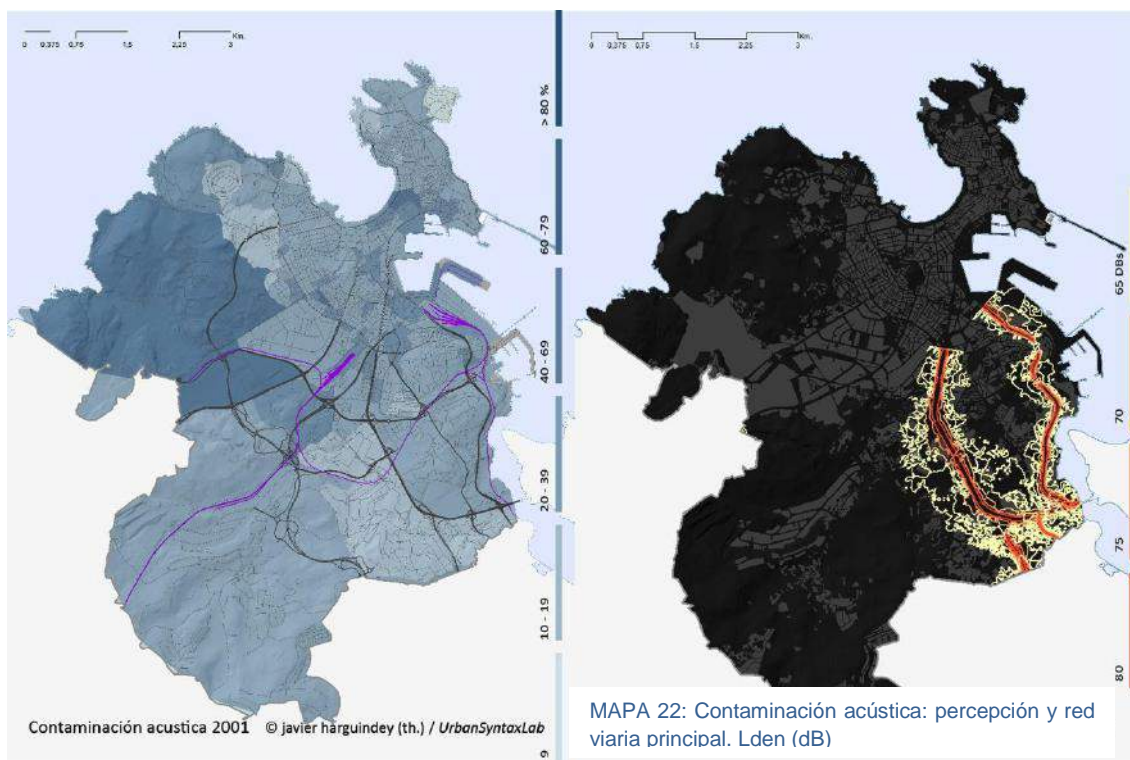 Km.
0 0,375 0,75 1,5 2,25 3
Km.
0 0,375 0,75 1,5 2,25 3
> 80 %
60 -79
40 -69
20 -39
10 - 19
9
65 DBs
70
75
80
Contaminación acustica 2001 © javier harguindey (th.) / UrbanSyntaxLab
MAPA 22: Contaminación acústica: percepción y red
viaria principal. Lden (dB)